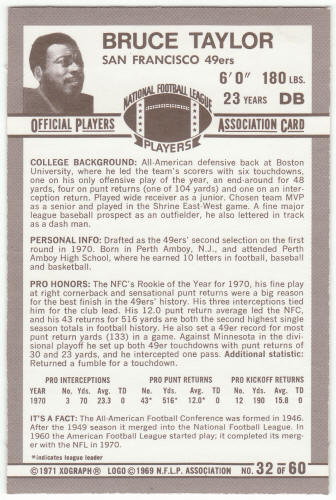 BRUCE TAYLOR
SAN FRANCISCO 49ers
6'0" 180 LBS.
23 YEARS DB
NATIONAL FOOTBALL LEAGUE
OFFICIAL PLAYERS ASSOCIATION CARD
PLAYERS
COLLEGE BACKGROUND: All-American defensive back at Boston
University, where he led the team's scorers with six touchdowns,
one on his only offensive play of the year, an end-around for 48
yards, four on punt returns (one of 104 yards) and one on an inter-
ception return. Played wide receiver as a junior. Chosen team MVP
as a senior and played in the Shrine East-West game. A fine major
league baseball prospect as an outfielder, he also lettered in track
as a dash man.
PERSONAL INFO: Drafted as the 49ers' second selection on the first
round in 1970. Born in Perth Amboy, N.J., and attended Perth
Amboy High School, where he earned 10 letters in football, baseball
and basketball.
PRO HONORS: The NFC's Rookie of the Year for 1970, his fine play
at right cornerback and sensational punt returns were a big reason
for the best finish in the 49ers' history. His three interceptions tied
him for the club lead. His 12.0 punt return average led the NFC,
and his 43 returns for 516 yards are both the second highest single
season totals in football history. He also set a 49er record for most
punt return yards (133) in a game. Against Minnesota in the di-
visional playoff he set up both 49er touchdowns with punt returns of
30 and 23 yards, and he intercepted one pass. Additional statistic:
Returned a fumble for a touchdown.
PRO INTERCEPTIONS PRO PUNT RETURNS PRO KICKOFF RETURNS
YEAR No. Yds. Avg. TD No. Yds. Avg. TD No. Yds. Avg. TD
1970 3 70 23.3 0 43* 516* 12.0* 0 12 190 15.8 0
IT'S A FACT: The All-American Football Conference was formed in 1946.
After the 1949 season it merged into the National Football League. In
1960 the American Football League started play; it completed its merg-
er with the NFL in 1970.
*indicates league leader
©1971 XOGRAPH® LOGO ©1969 N.F.L.P. ASSOCIATION NO. 32 OF 60